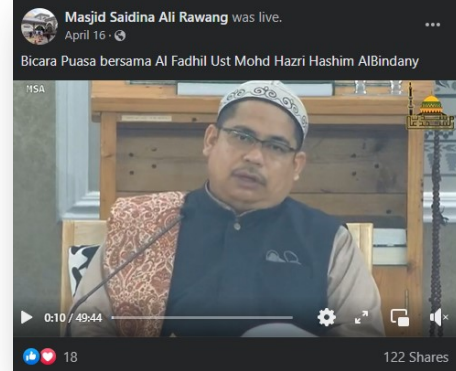 Masjid Saidina Ali Rawang was live.
April 16 ·
Bicara Puasa bersama Al Fadhil Ust Mohd Hazri Hashim AlBindany
MSA
0:10 / 49:44
18
122 Shares